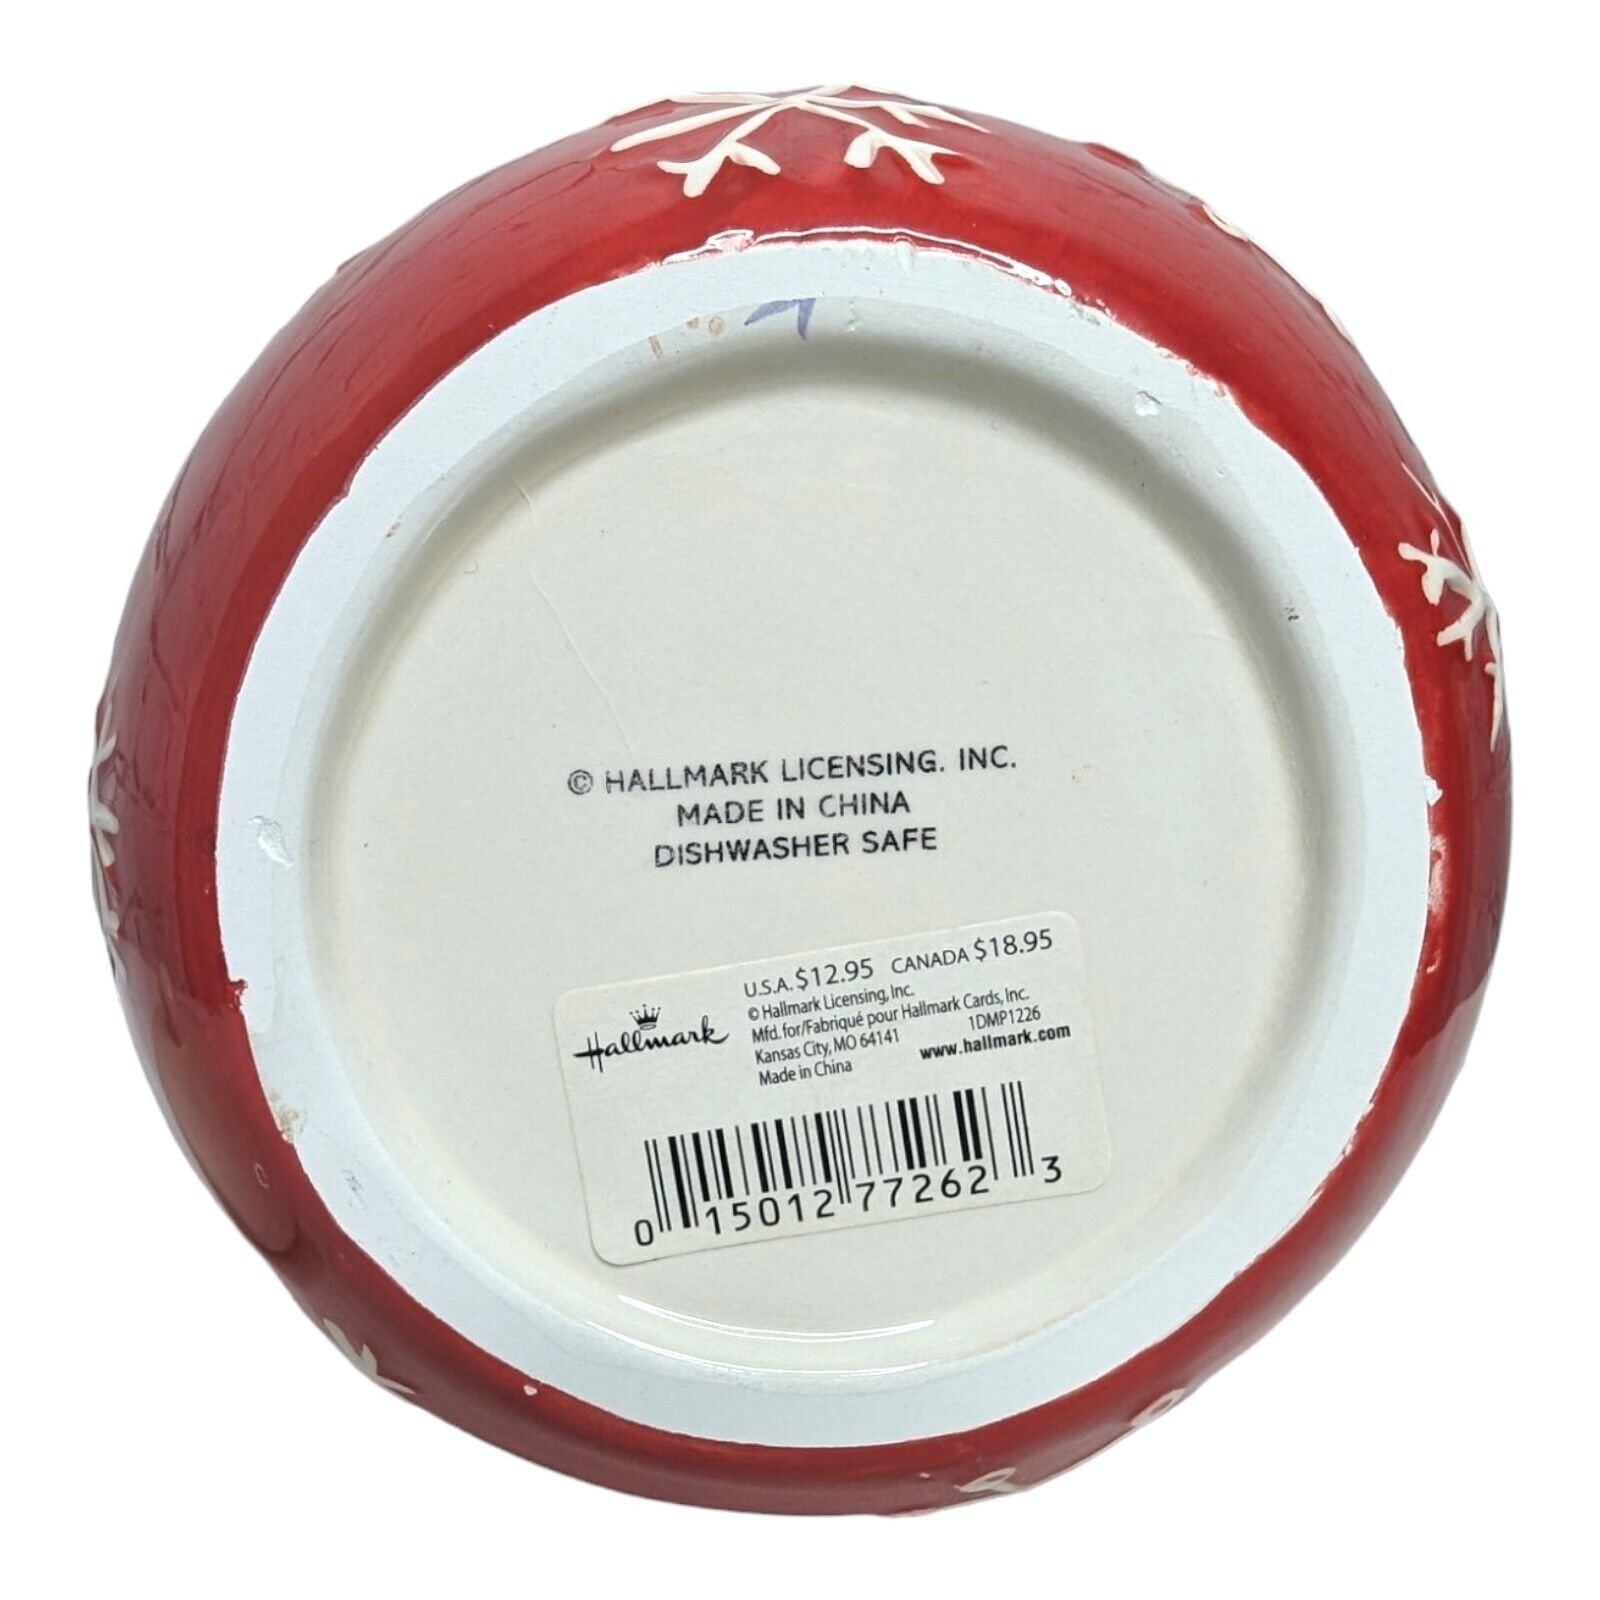 © HALLMARK LICENSING. INC.
MADE IN CHINA
DISHWASHER SAFE
U.S.A. $12.95 CANADA $18.95
Hallmark
© Hallmark Licensing, Inc.
Mfd. for/Fabriqué pour Hallmark Cards, Inc.
Kansas City, MO 64141 1DMP1226
Made in China www.hallmark.com
0 15012 77262 3